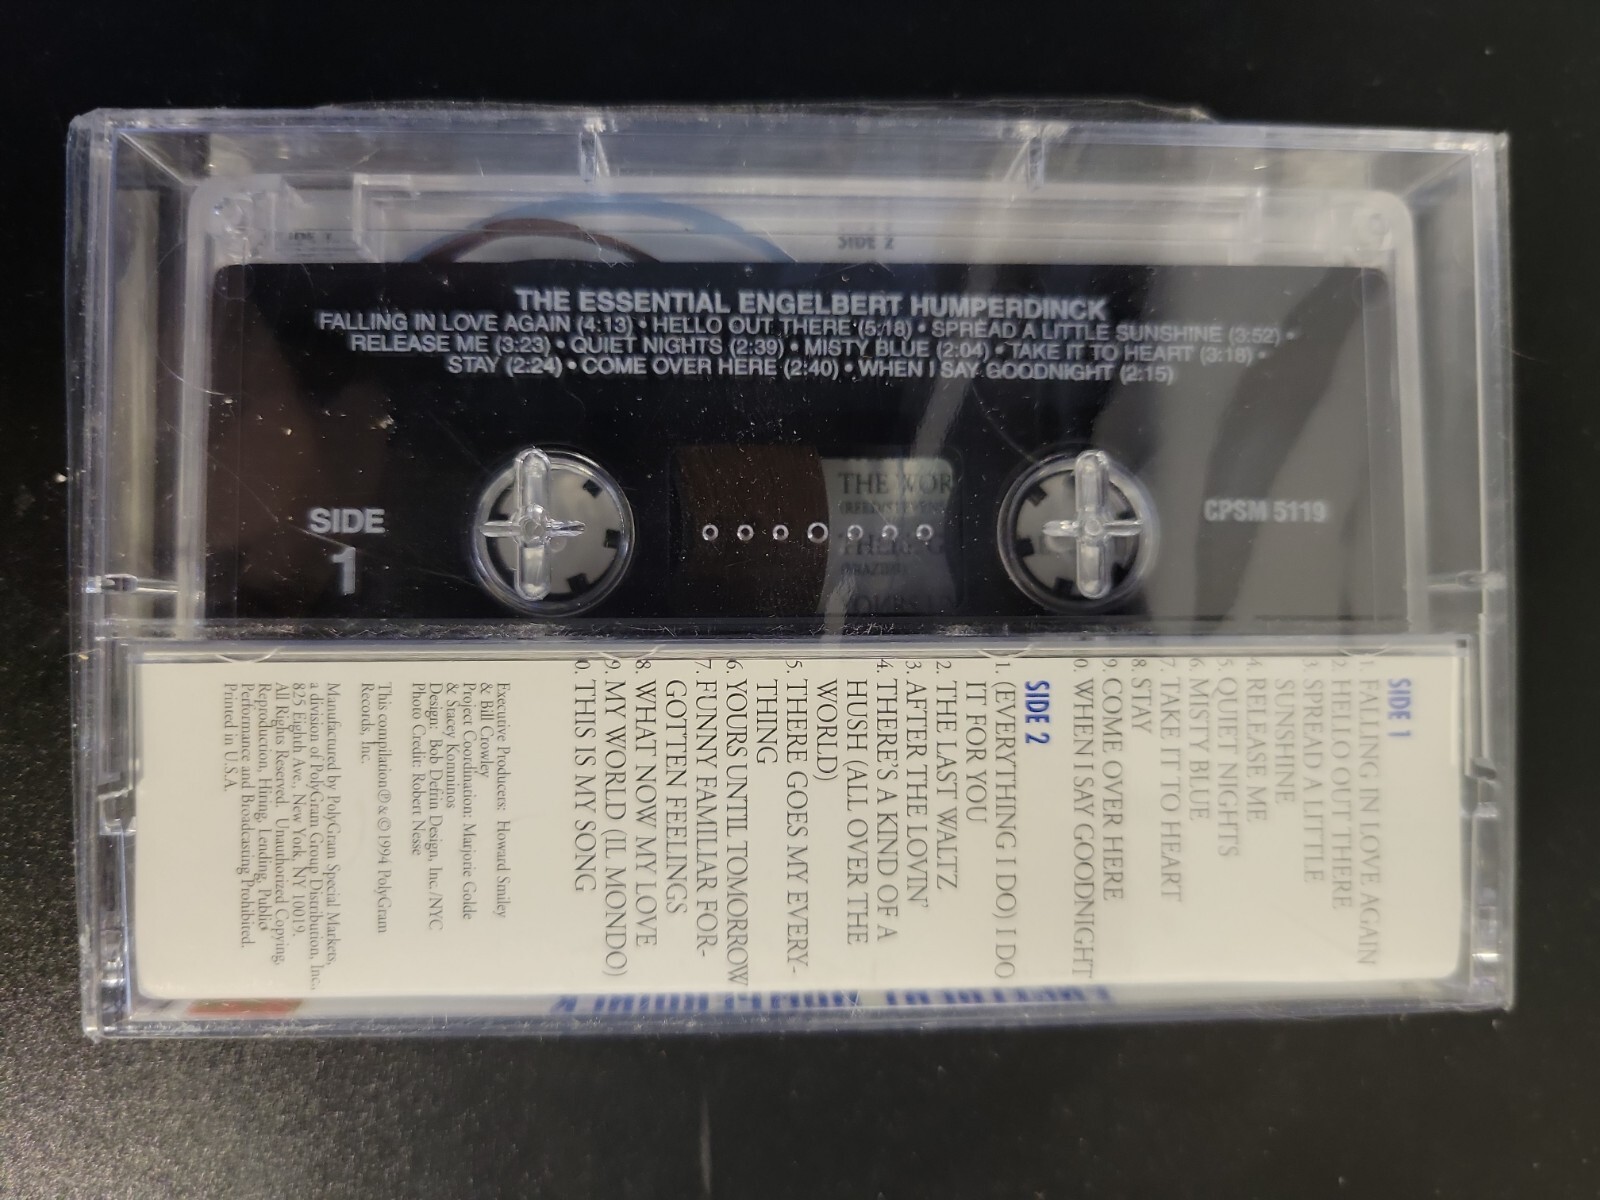 SIDE 2
THE ESSENTIAL ENGELBERT HUMPERDINCK
FALLING IN LOVE AGAIN (4:13) • HELLO OUT THERE (5:18) • SPREAD A LITTLE SUNSHINE (3:52) •
RELEASE ME (3:23) • QUIET NIGHTS (2:39) • MISTY BLUE (2:04) • TAKE IT TO HEART (3:18) •
STAY (2:24) • COME OVER HERE (2:40) • WHEN I SAY GOODNIGHT (2:15)
SIDE
1
CPSM 5119
THE WOR
SIDE 1
1. FALLING IN LOVE AGAIN
2. HELLO OUT THERE
3. SPREAD A LITTLE
SUNSHINE
4. RELEASE ME
5. QUIET NIGHTS
6. MISTY BLUE
7. TAKE IT TO HEART
8. STAY
9. COME OVER HERE
0. WHEN I SAY GOODNIGHT
SIDE 2
1. (EVERYTHING I DO) I DO
IT FOR YOU
2. THE LAST WALTZ
3. AFTER THE LOVIN'
4. THERE'S A KIND OF A
HUSH (ALL OVER THE
WORLD)
5. THERE GOES MY EVERY-
THING
6. YOURS UNTIL TOMORROW
7. FUNNY FAMILIAR FOR-
GOTTEN FEELINGS
8. WHAT NOW MY LOVE
9. MY WORLD (IL MONDO)
0. THIS IS MY SONG
Executive Producers: Howard Smiley
& Bill Crowley
Project Coordination: Marjorie Golde
& Stacey Komninos
Design: Bob Defrin Design, Inc./NYC
Photo Credit: Robert Nesse
This compilation ℗ & © 1994 PolyGram
Records, Inc.
Manufactured by PolyGram Special Markets,
a division of PolyGram Group Distribution, Inc.,
825 Eighth Ave., New York, NY 10019.
All Rights Reserved. Unauthorized Copying,
Reproduction, Hiring, Lending, Public
Performance and Broadcasting Prohibited.
Printed in U.S.A.